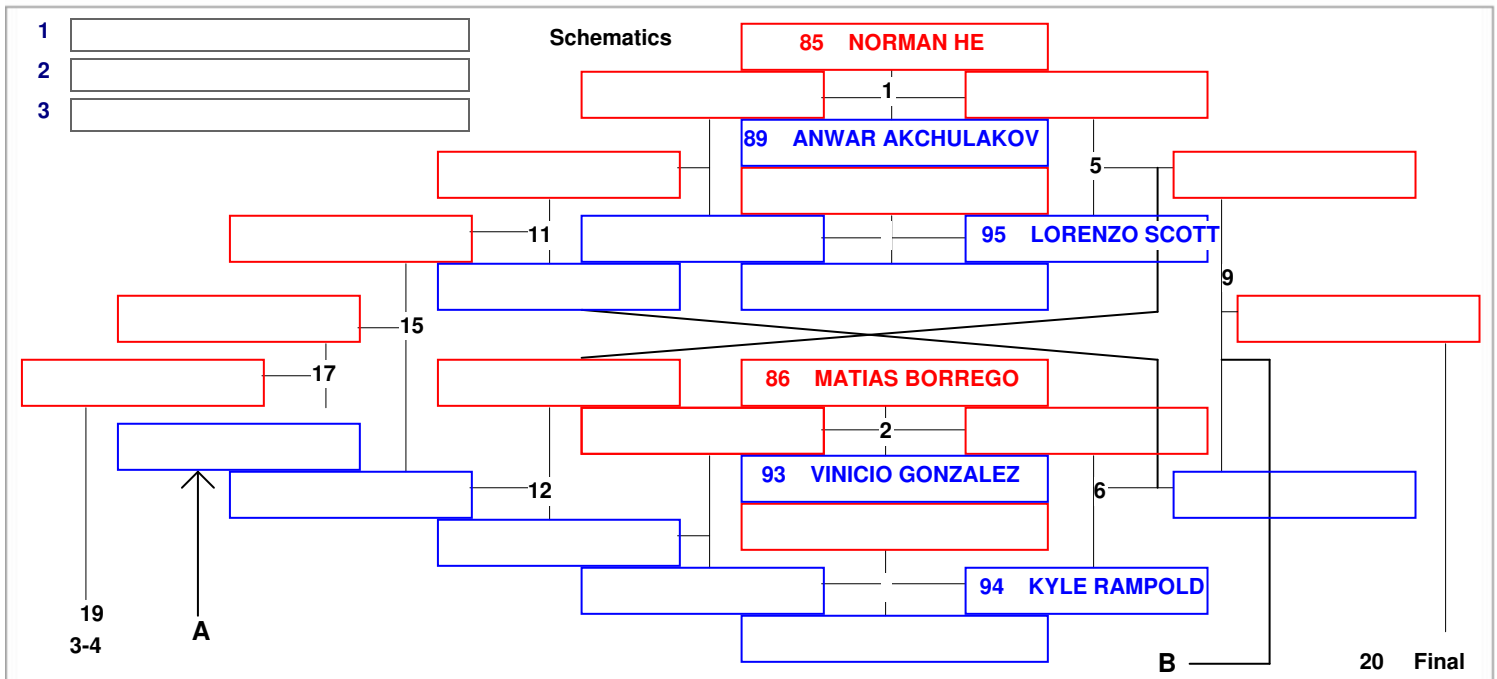 1
2
3
Schematics
85 NORMAN HE
1
89 ANWAR AKCHULAKOV
5
11
95 LORENZO SCOTT
9
15
17
86 MATIAS BORREGO
2
93 VINICIO GONZALEZ
12
6
94 KYLE RAMPOLD
19
3-4
A
B
20 Final